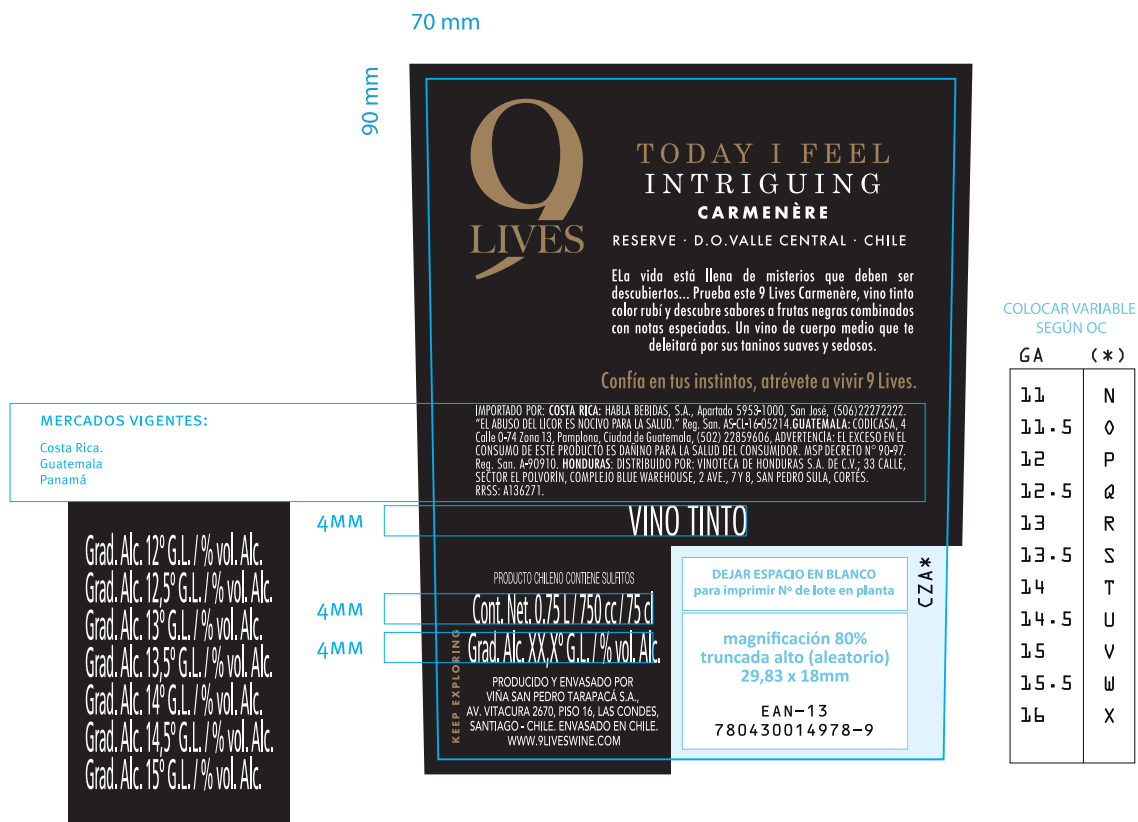 70 mm
90 mm
9
LIVES
TODAY I FEEL
INTRIGUING
CARMENÈRE
RESERVE · D.O.VALLE CENTRAL · CHILE
ELa vida está llena de misterios que deben ser
descubiertos... Prueba este 9 Lives Carmenère, vino tinto
color rubí y descubre sabores a frutas negras combinados
con notas especiadas. Un vino de cuerpo medio que te
deleitará por sus taninos suaves y sedosos.
Confía en tus instintos, atrévete a vivir 9 Lives.
IMPORTADO POR: COSTA RICA: HABLA BEBIDAS, S.A., Apartado 5953-1000, San José, (506)22272222.
"EL ABUSO DEL LICOR ES NOCIVO PARA LA SALUD." Reg. San. AS-CL-16-05214.GUATEMALA: CODICASA, 4
Calle 0-74 Zona 13, Pamplona, Ciudad de Guatemala, (502) 22859606, ADVERTENCIA: EL EXCESO EN EL
CONSUMO DE ESTE PRODUCTO ES DAÑINO PARA LA SALUD DEL CONSUMIDOR. MSP DECRETO N° 90-97.
Reg. San. A-90910. HONDURAS: DISTRIBUÍDO POR: VINOTECA DE HONDURAS S.A. DE C.V.; 33 CALLE,
SECTOR EL POLVORÍN, COMPLEJO BLUE WAREHOUSE, 2 AVE., 7 Y 8, SAN PEDRO SULA, CORTÉS.
RRSS: A136271.
MERCADOS VIGENTES:
Costa Rica.
Guatemala
Panamá
4MM
VINO TINTO
PRODUCTO CHILENO CONTIENE SULFITOS
4MM
Cont. Net. 0.75 L / 750 cc / 75 cl
4MM
Grad. Alc. XX,X° G.L. / % vol. Alc.
PRODUCIDO Y ENVASADO POR
VIÑA SAN PEDRO TARAPACÁ S.A.,
AV. VITACURA 2670, PISO 16, LAS CONDES,
SANTIAGO - CHILE. ENVASADO EN CHILE.
WWW.9LIVESWINE.COM
KEEP EXPLORING
DEJAR ESPACIO EN BLANCO
para imprimir Nº de lote en planta
CZA*
magnificación 80%
truncada alto (aleatorio)
29,83 x 18mm
EAN-13
780430014978-9
Grad. Alc. 12° G.L. / % vol. Alc.
Grad. Alc. 12,5° G.L. / % vol. Alc.
Grad. Alc. 13° G.L. / % vol. Alc.
Grad. Alc. 13,5° G.L. / % vol. Alc.
Grad. Alc. 14° G.L. / % vol. Alc.
Grad. Alc. 14,5° G.L. / % vol. Alc.
Grad. Alc. 15° G.L. / % vol. Alc.
COLOCAR VARIABLE
SEGÚN OC
GA (*)
11 N
11.5 O
12 P
12.5 Q
13 R
13.5 S
14 T
14.5 U
15 V
15.5 W
16 X